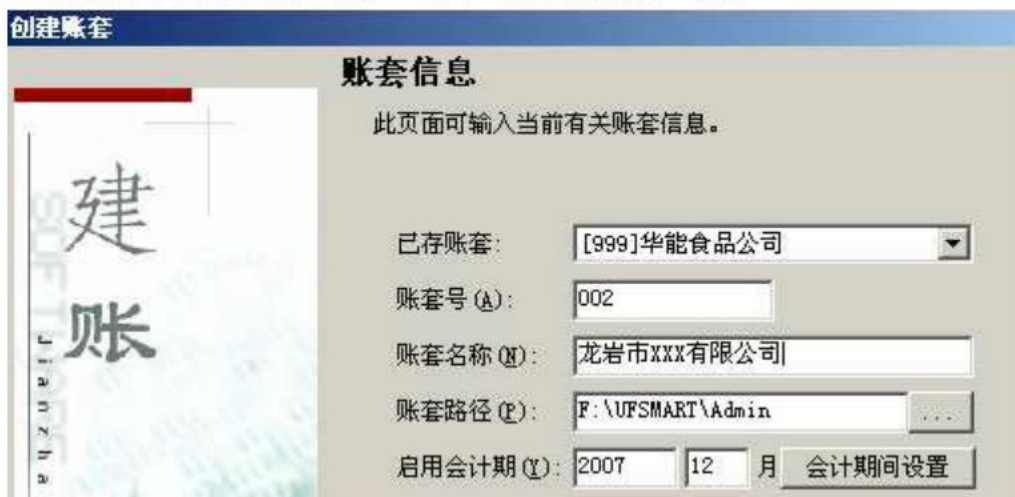 创建账套
账套信息
此页面可输入当前有关账套信息。
已存账套: [999]华能食品公司
账套号(A): 002
账套名称(N): 龙岩市XXX有限公司
账套路径(P): F:\UFSMART\Admin ...
启用会计期(Y): 2007 12 月 会计期间设置
建
账
SOFTWARE
Jianzha